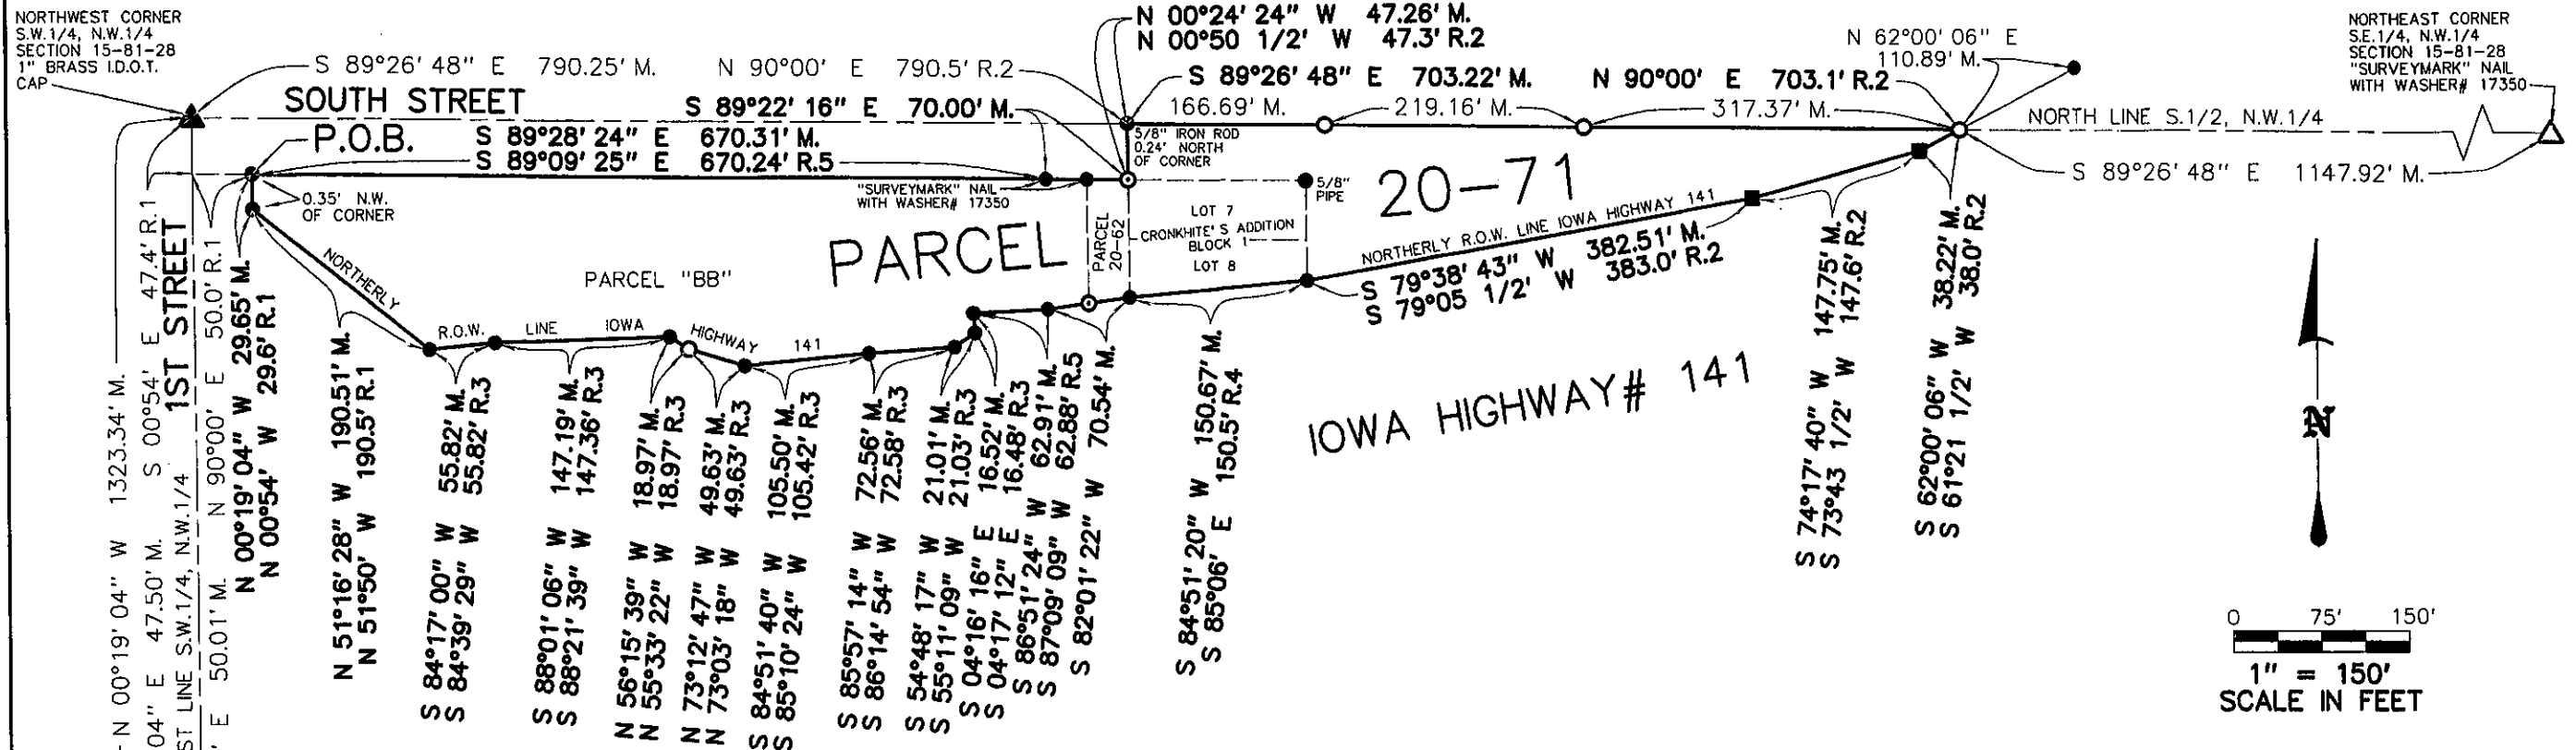 NORTHWEST CORNER
S.W.1/4, N.W.1/4
SECTION 15-81-28
1" BRASS I.D.O.T.
CAP
S 89°26'48" E 790.25' M. N 90°00' E 790.5' R.2
N 00°24'24" W 47.26' M.
N 00°50 1/2' W 47.3' R.2
S 89°26'48" E 703.22' M. N 90°00' E 703.1' R.2
N 62°00'06" E
110.89' M.
NORTHEAST CORNER
S.E.1/4, N.W.1/4
SECTION 15-81-28
"SURVEYMARK" NAIL
WITH WASHER# 17350
SOUTH STREET
S 89°22'16" E 70.00' M.
166.69' M.
219.16' M.
317.37' M.
NORTH LINE S.1/2, N.W.1/4
P.O.B.
S 89°28'24" E 670.31' M.
S 89°09'25" E 670.24' R.5
5/8" IRON ROD
0.24' NORTH
OF CORNER
S 89°26'48" E 1147.92' M.
"SURVEYMARK" NAIL
WITH WASHER# 17350
5/8"
PIPE
0.35' N.W.
OF CORNER
PARCEL
20-71
PARCEL
20-62
LOT 7
CRONKHITE'S ADDITION
BLOCK 1
LOT 8
PARCEL "BB"
NORTHERLY R.O.W. LINE IOWA HIGHWAY 141
S 79°38'43" W 382.51' M.
S 79°05 1/2' W 383.0' R.2
NORTHERLY
R.O.W. LINE IOWA HIGHWAY 141
IOWA HIGHWAY# 141
N 00°19'04" W 1323.34' M.
S 00°54' E 47.4' R.1
04" E 47.50' M.
1ST STREET
ST LINE S.W.1/4, N.W.1/4
N 90°00' E 50.0' R.1
' E 50.01' M.
N 00°19'04" W 29.65' M.
N 00°54' W 29.6' R.1
N 51°16'28" W 190.51' M.
N 51°50' W 190.5' R.1
S 84°17'00" W 55.82' M.
S 84°39'29" W 55.82' R.3
S 88°01'06" W 147.19' M.
S 88°21'39" W 147.36' R.3
N 56°15'39" W 18.97' M.
N 55°33'22" W 18.97' R.3
N 73°12'47" W 49.63' M.
N 73°03'18" W 49.63' R.3
S 84°51'40" W 105.50' M.
S 85°10'24" W 105.42' R.3
S 85°57'14" W 72.56' M.
S 86°14'54" W 72.58' R.3
S 54°48'17" W 21.01' M.
S 55°11'09" W 21.03' R.3
S 04°16'16" E 16.52' M.
S 04°17'12" E 16.48' R.3
S 86°51'24" W 62.91' M.
S 87°09'09" W 62.88' R.5
S 82°01'22" W 70.54' M.
S 84°51'20" W 150.67' M.
S 85°06' E 150.5' R.4
S 74°17'40" W 147.75' M.
S 73°43 1/2' W 147.6' R.2
S 62°00'06" W 38.22' M.
S 61°21 1/2' W 38.0' R.2
N
0 75' 150'
1" = 150'
SCALE IN FEET